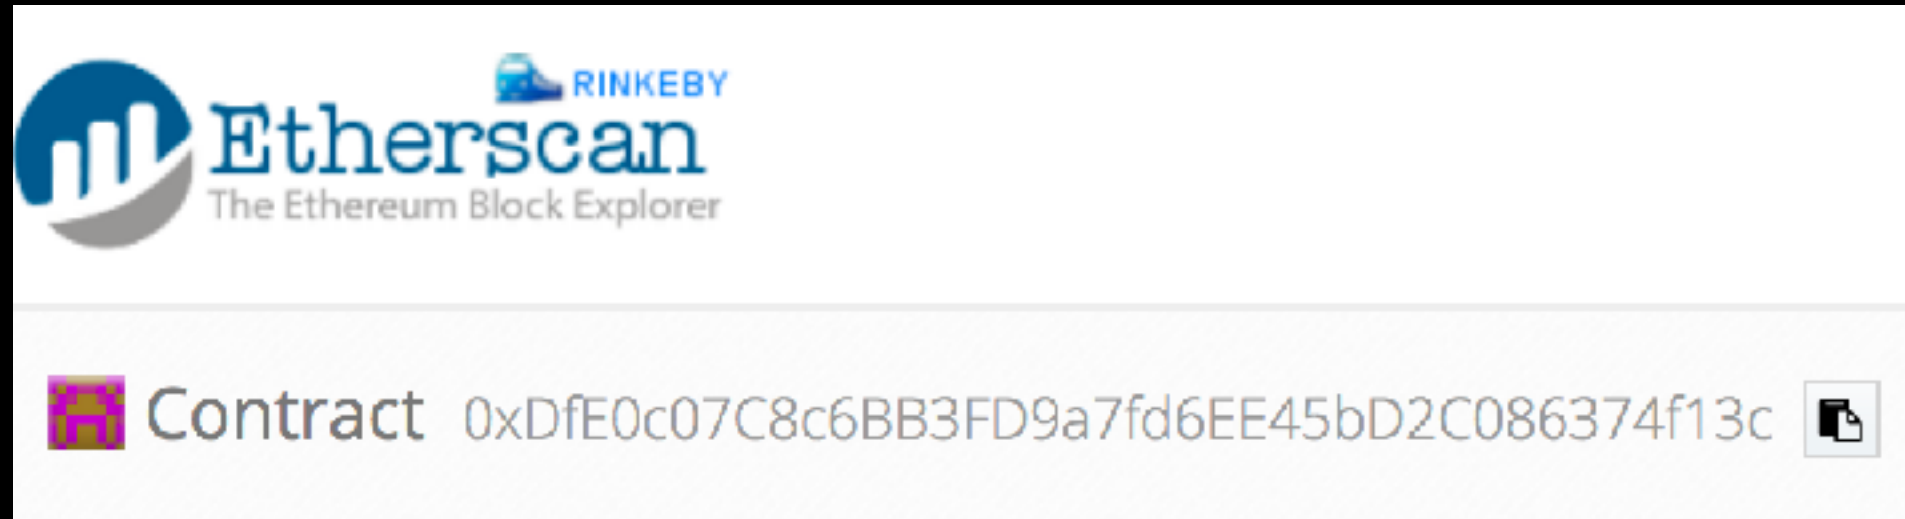 RINKEBY
Etherscan
The Ethereum Block Explorer
Contract 0xDfE0c07C8c6BB3FD9a7fd6EE45bD2C086374f13c